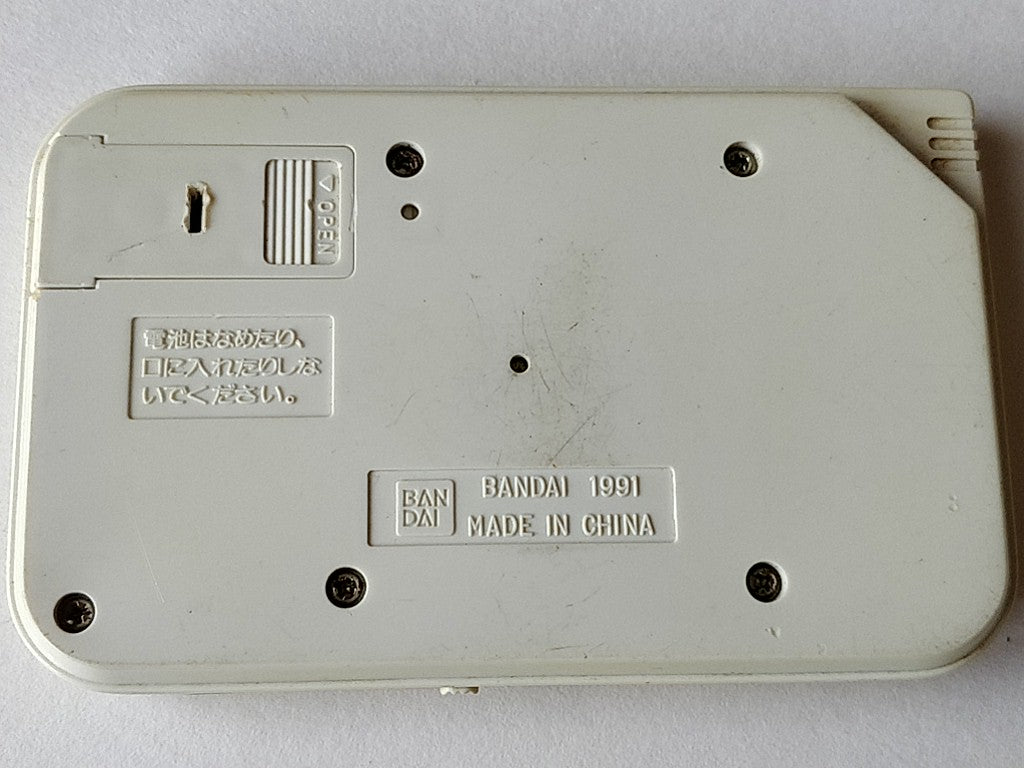 OPEN
電池はなめたり、
口に入れたりしな
いでください。
BAN
DAI
BANDAI 1991
MADE IN CHINA